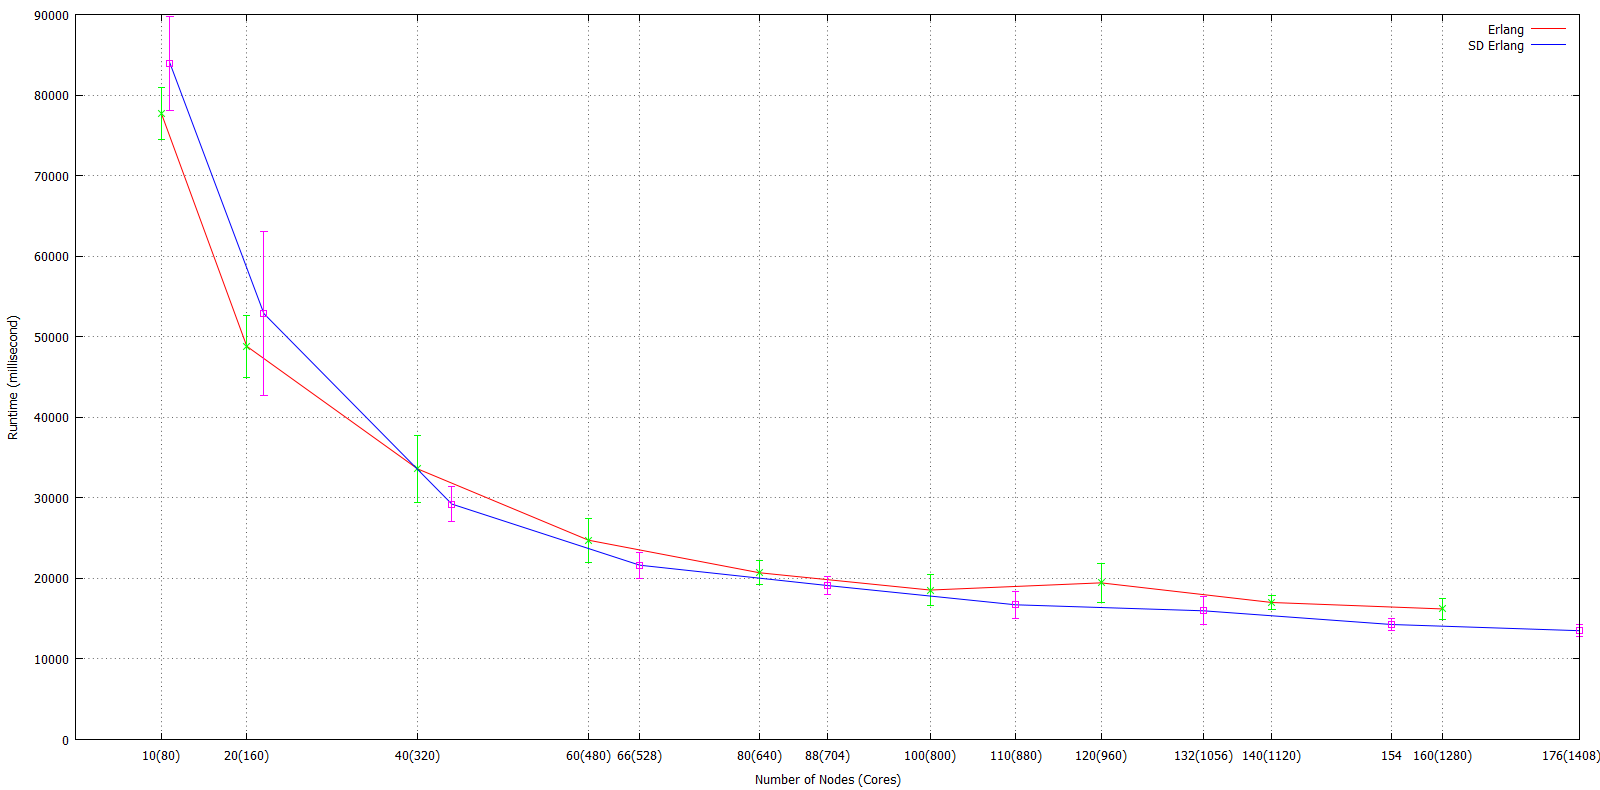 90000
80000
70000
60000
50000
40000
30000
20000
10000
0
Runtime (millisecond)
Erlang
SD Erlang
10(80) 20(160) 40(320) 60(480) 66(528) 80(640) 88(704) 100(800) 110(880) 120(960) 132(1056) 140(1120) 154 160(1280) 176(1408)
Number of Nodes (Cores)